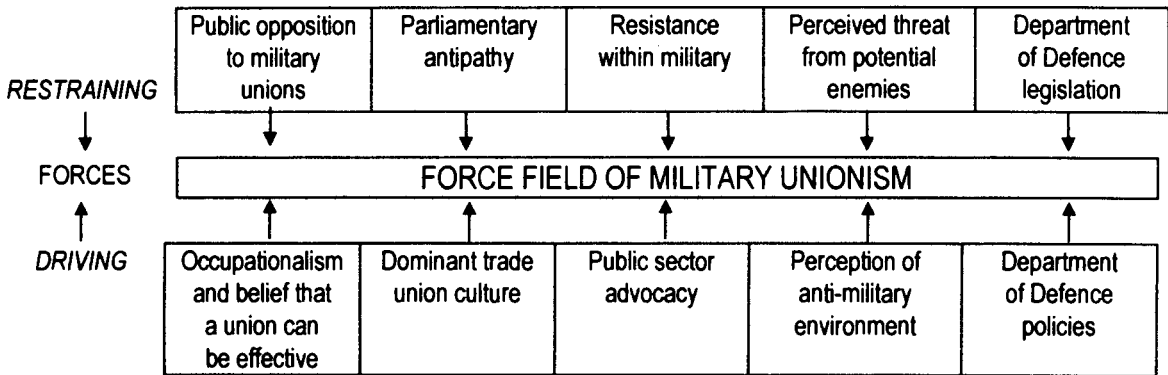 Public opposition
to military
unions
Parliamentary
antipathy
Resistance
within military
Perceived threat
from potential
enemies
Department
of Defence
legislation
RESTRAINING
FORCES
FORCE FIELD OF MILITARY UNIONISM
DRIVING
Occupationalism
and belief that
a union can
be effective
Dominant trade
union culture
Public sector
advocacy
Perception of
anti-military
environment
Department
of Defence
policies